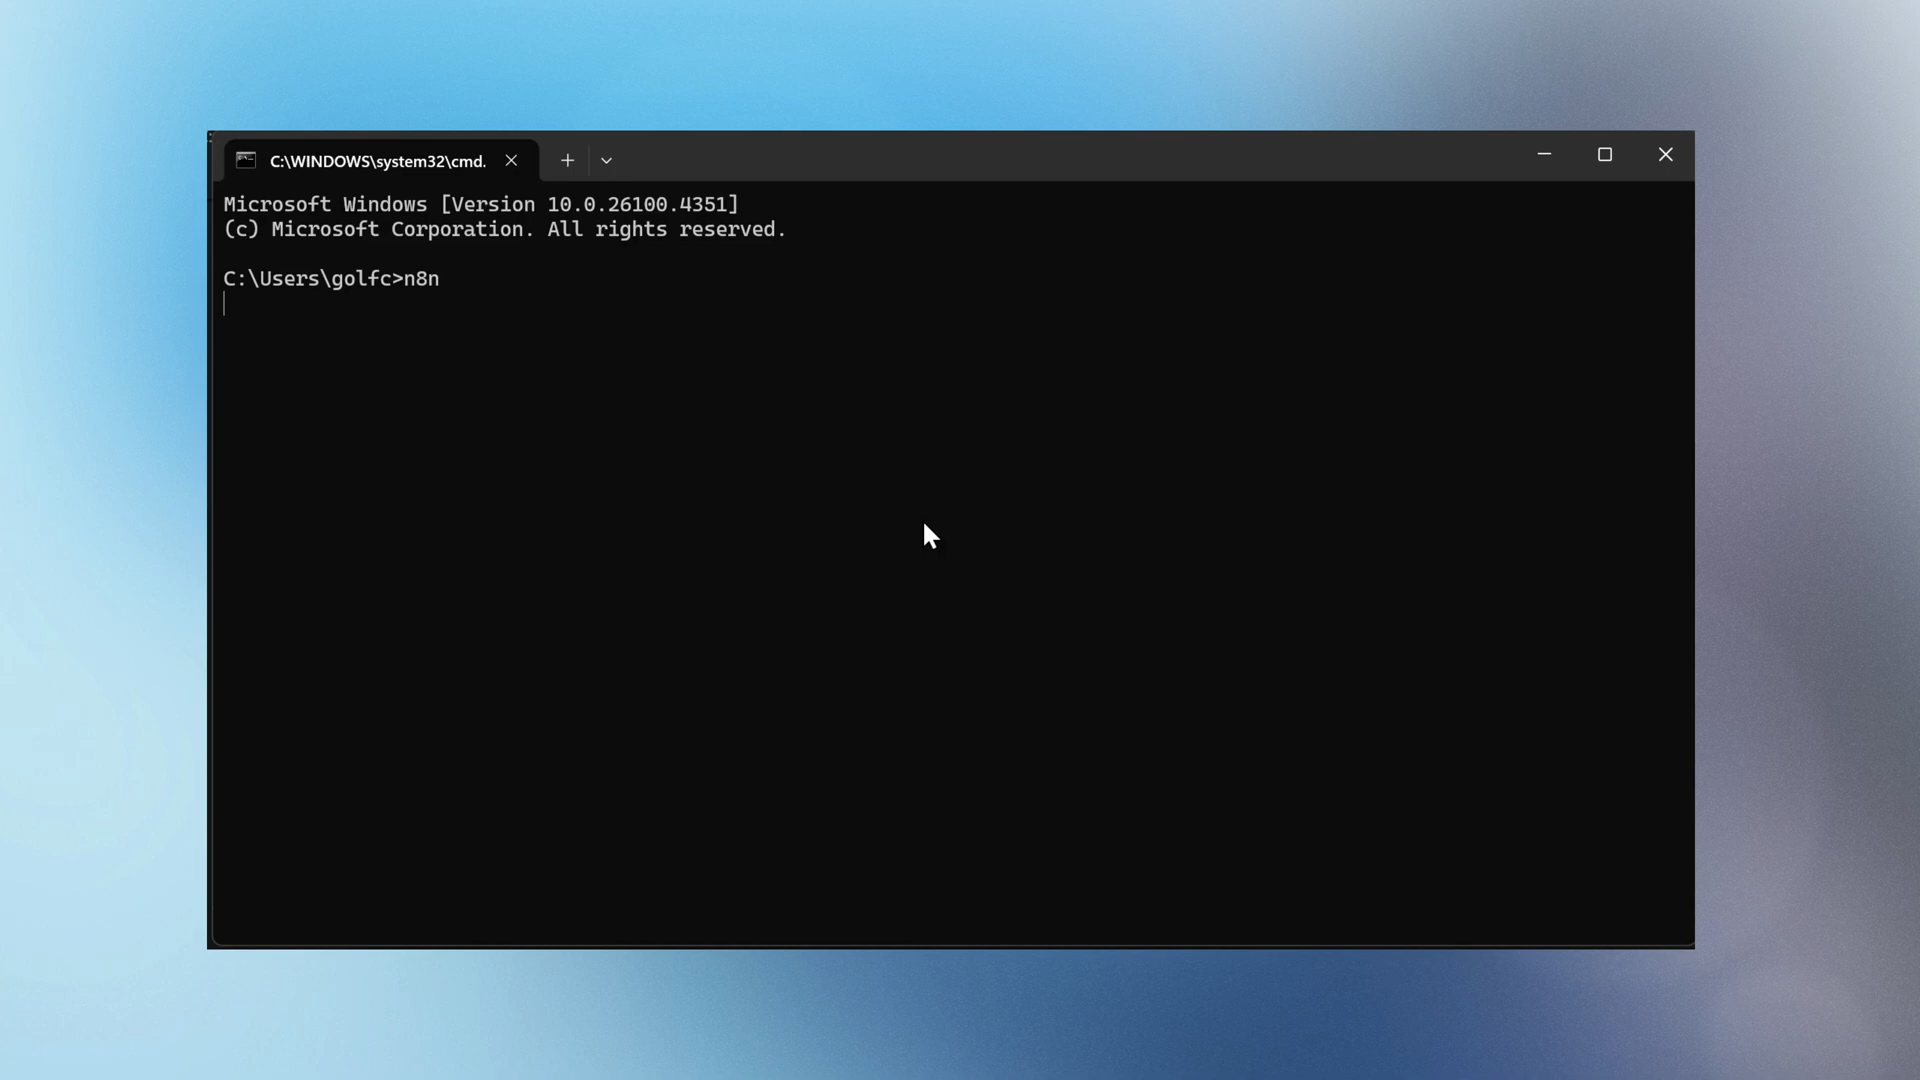 C:\WINDOWS\system32\cmd.
Microsoft Windows [Version 10.0.26100.4351]
(c) Microsoft Corporation. All rights reserved.
C:\Users\golfc>n8n